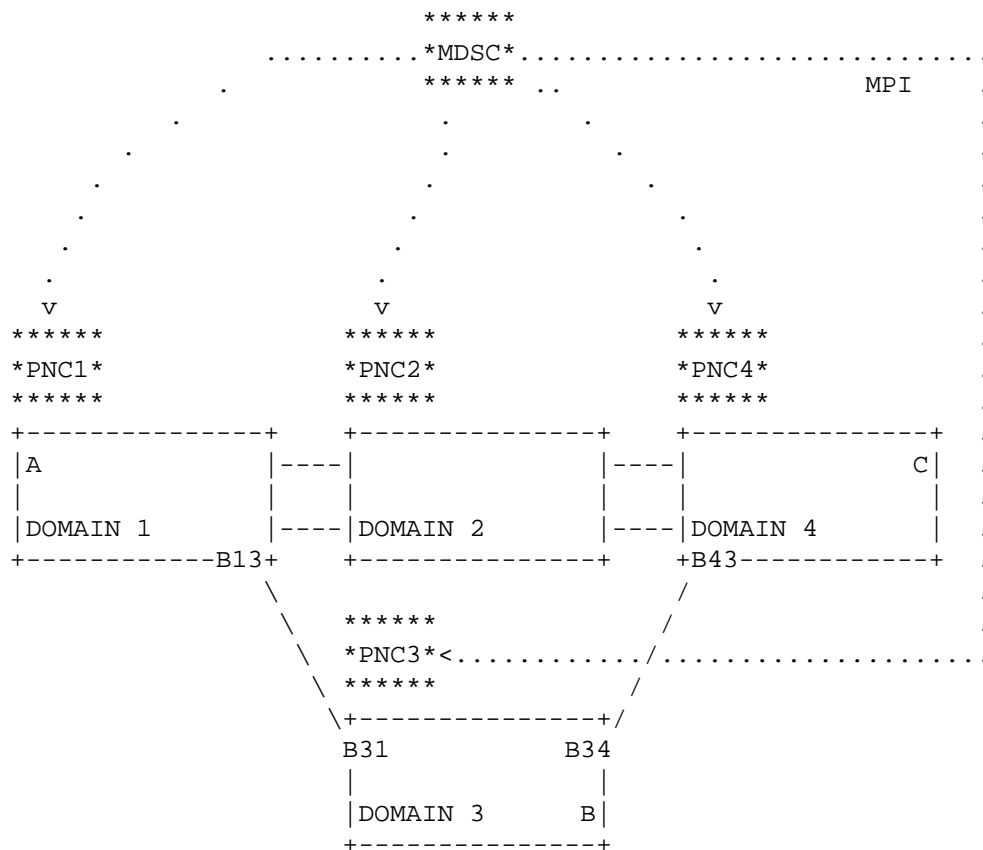 ******
..........*MDSC*...............................
. ****** .. MPI .
. . . .
. . . .
. . . .
. . . .
. . . .
. . . .
v v v .
****** ****** ****** .
*PNC1* *PNC2* *PNC4* .
****** ****** ****** .
+---------------+ +---------------+ +---------------+ .
|A |----| |----| C| .
| | | | | | .
|DOMAIN 1 |----|DOMAIN 2 |----|DOMAIN 4 | .
+------------B13+ +---------------+ +B43------------+ .
\ / .
\ ****** / .
\ *PNC3*<............/.....................
\ ****** /
\+---------------+/
B31 B34
| |
|DOMAIN 3 B|
+---------------+